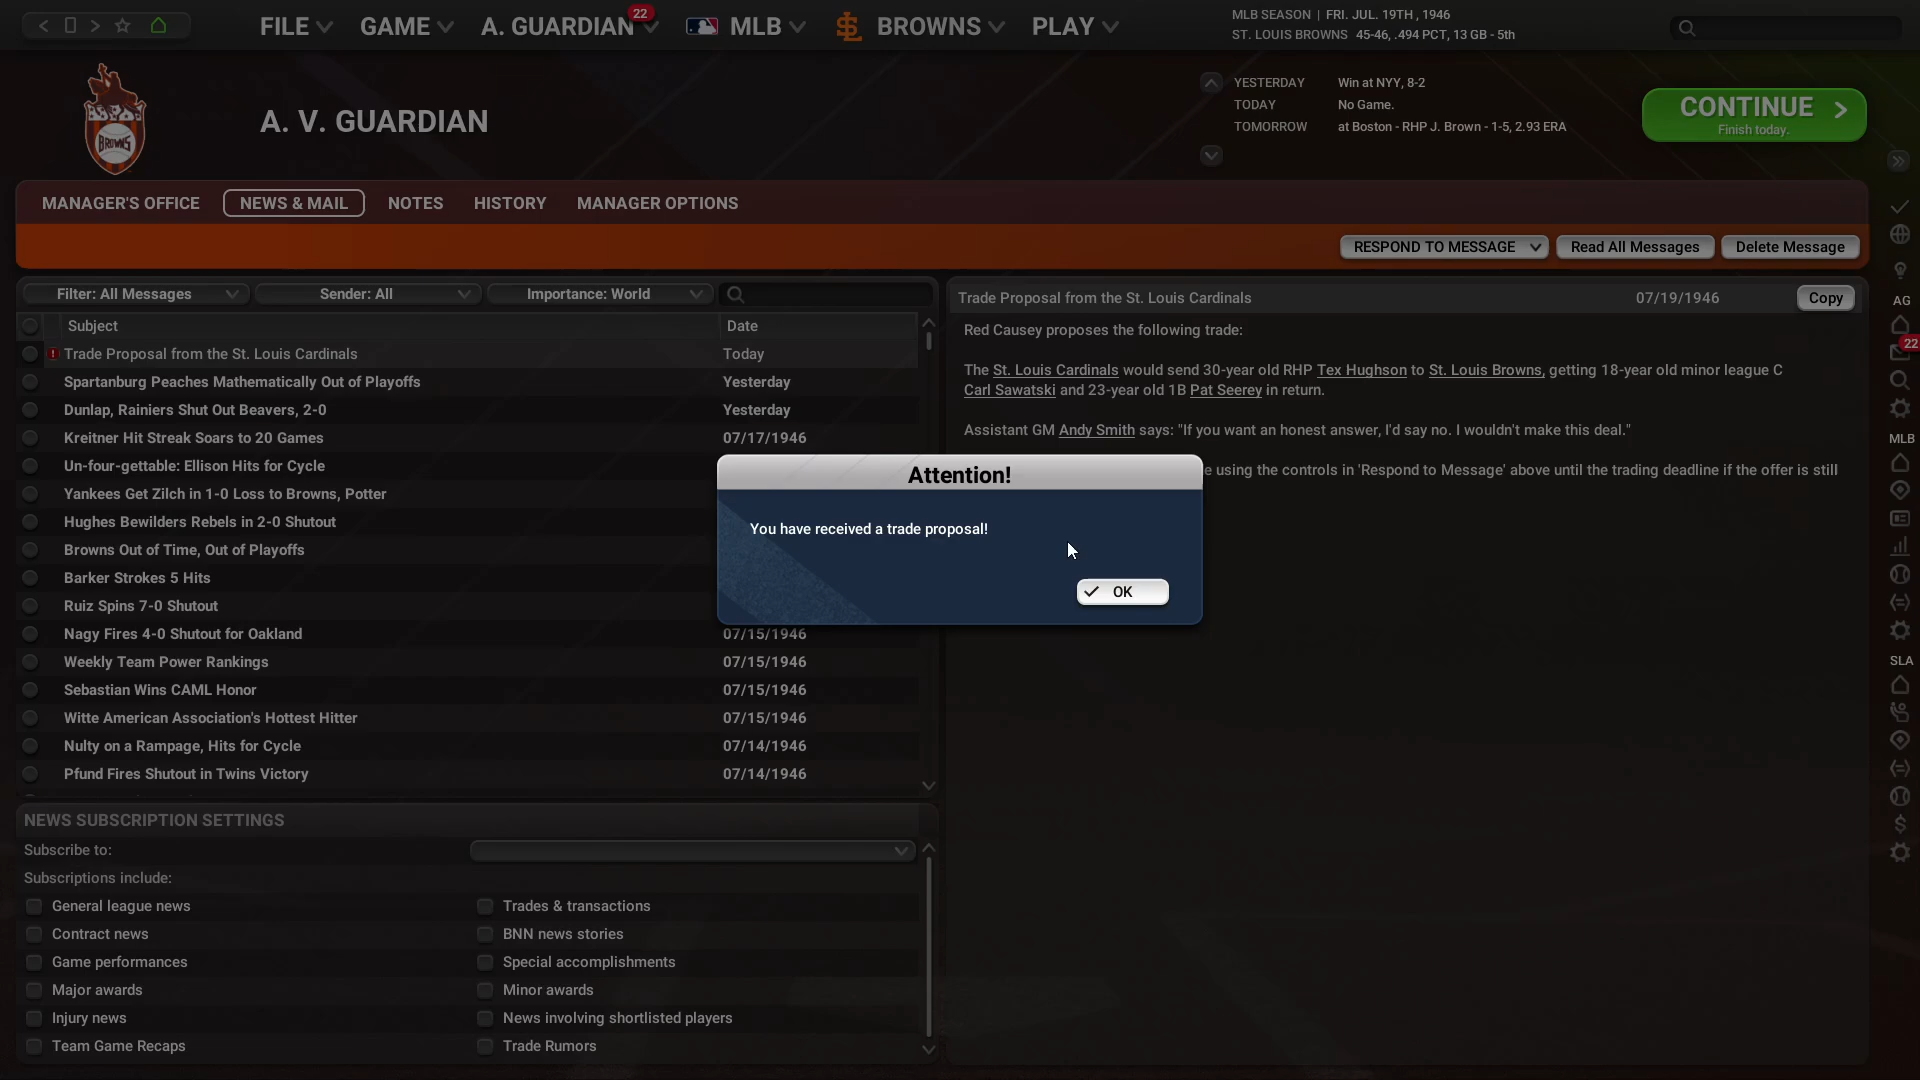 FILE GAME A. GUARDIAN 22 MLB BROWNS PLAY
MLB SEASON | FRI. JUL. 19TH , 1946
ST. LOUIS BROWNS 45-46, .494 PCT, 13 GB - 5th
BROWNS
A. V. GUARDIAN
YESTERDAY Win at NYY, 8-2
TODAY No Game.
TOMORROW at Boston - RHP J. Brown - 1-5, 2.93 ERA
CONTINUE
Finish today.
MANAGER'S OFFICE NEWS & MAIL NOTES HISTORY MANAGER OPTIONS
RESPOND TO MESSAGE Read All Messages Delete Message
Filter: All Messages Sender: All Importance: World
Subject Date
Trade Proposal from the St. Louis Cardinals Today
Spartanburg Peaches Mathematically Out of Playoffs Yesterday
Dunlap, Rainiers Shut Out Beavers, 2-0 Yesterday
Kreitner Hit Streak Soars to 20 Games 07/17/1946
Un-four-gettable: Ellison Hits for Cycle
Yankees Get Zilch in 1-0 Loss to Browns, Potter
Hughes Bewilders Rebels in 2-0 Shutout
Browns Out of Time, Out of Playoffs
Barker Strokes 5 Hits
Ruiz Spins 7-0 Shutout
Nagy Fires 4-0 Shutout for Oakland 07/15/1946
Weekly Team Power Rankings 07/15/1946
Sebastian Wins CAML Honor 07/15/1946
Witte American Association's Hottest Hitter 07/15/1946
Nulty on a Rampage, Hits for Cycle 07/14/1946
Pfund Fires Shutout in Twins Victory 07/14/1946
Trade Proposal from the St. Louis Cardinals 07/19/1946 Copy
Red Causey proposes the following trade:
The St. Louis Cardinals would send 30-year old RHP Tex Hughson to St. Louis Browns, getting 18-year old minor league C
Carl Sawatski and 23-year old 1B Pat Seerey in return.
Assistant GM Andy Smith says: "If you want an honest answer, I'd say no. I wouldn't make this deal."
e using the controls in 'Respond to Message' above until the trading deadline if the offer is still
Attention!
You have received a trade proposal!
OK
NEWS SUBSCRIPTION SETTINGS
Subscribe to:
Subscriptions include:
General league news Trades & transactions
Contract news BNN news stories
Game performances Special accomplishments
Major awards Minor awards
Injury news News involving shortlisted players
Team Game Recaps Trade Rumors
AG
22
MLB
SLA